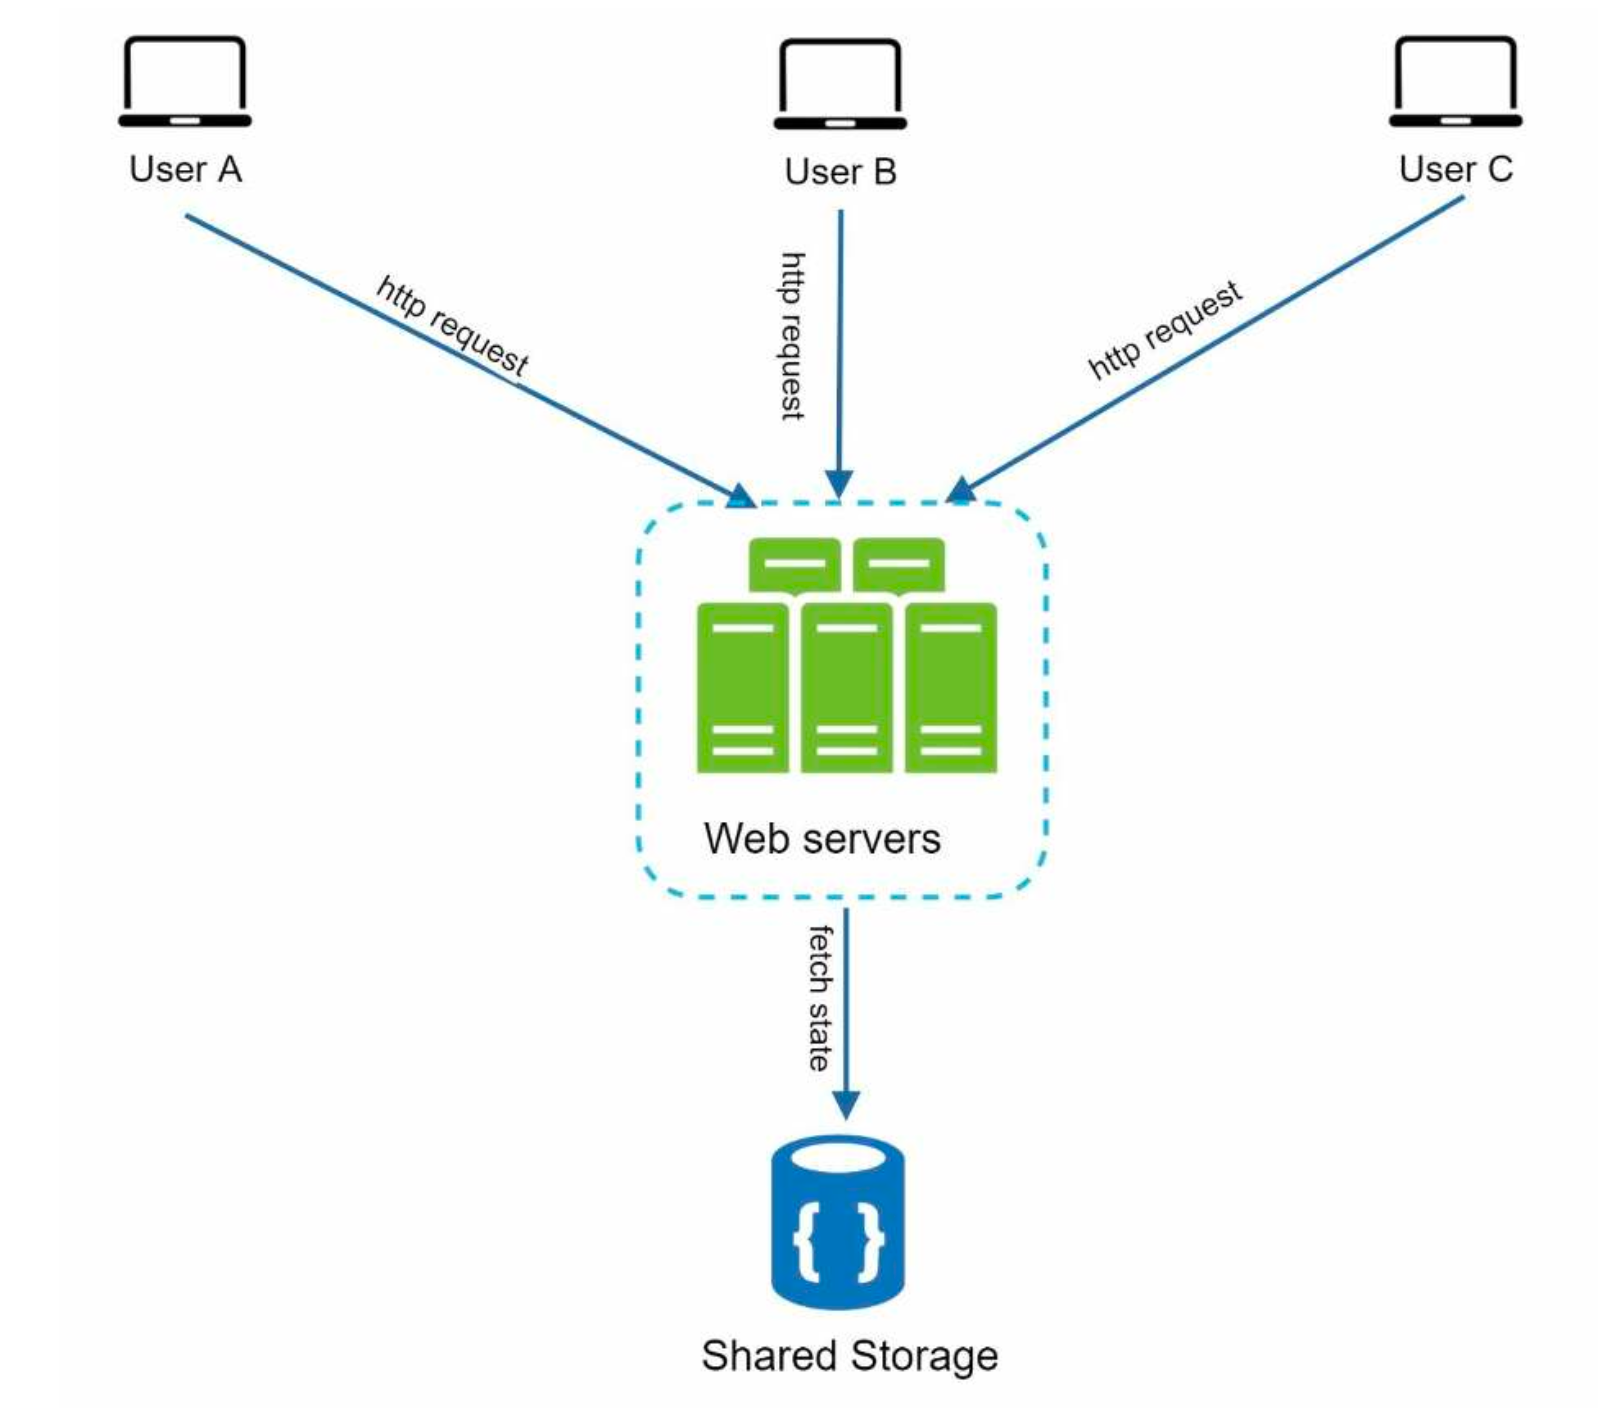 User A
User B
User C
http request
http request
http request
Web servers
fetch state
{ }
Shared Storage